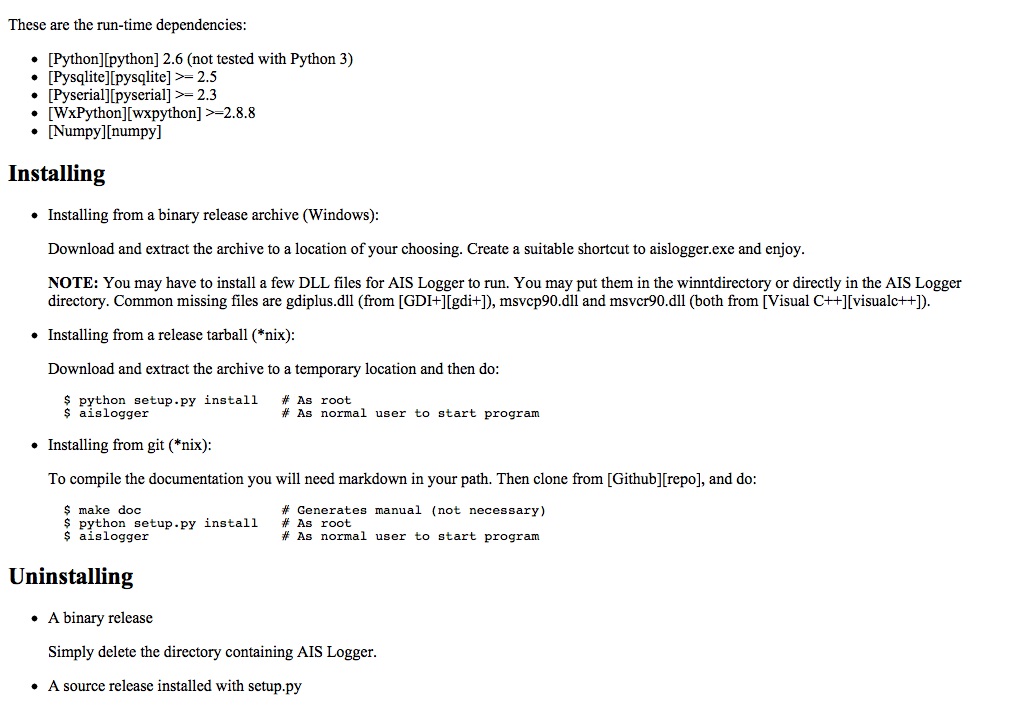 These are the run-time dependencies:
• [Python][python] 2.6 (not tested with Python 3)
• [Pysqlite][pysqlite] >= 2.5
• [Pyserial][pyserial] >= 2.3
• [WxPython][wxpython] >=2.8.8
• [Numpy][numpy]
Installing
• Installing from a binary release archive (Windows):
Download and extract the archive to a location of your choosing. Create a suitable shortcut to aislogger.exe and enjoy.
NOTE: You may have to install a few DLL files for AIS Logger to run. You may put them in the winntdirectory or directly in the AIS Logger
directory. Common missing files are gdiplus.dll (from [GDI+][gdi+]), msvcp90.dll and msvcr90.dll (both from [Visual C++][visualc++]).
• Installing from a release tarball (*nix):
Download and extract the archive to a temporary location and then do:
$ python setup.py install   # As root
$ aislogger                 # As normal user to start program
• Installing from git (*nix):
To compile the documentation you will need markdown in your path. Then clone from [Github][repo], and do:
$ make doc                  # Generates manual (not necessary)
$ python setup.py install   # As root
$ aislogger                 # As normal user to start program
Uninstalling
• A binary release
Simply delete the directory containing AIS Logger.
• A source release installed with setup.py